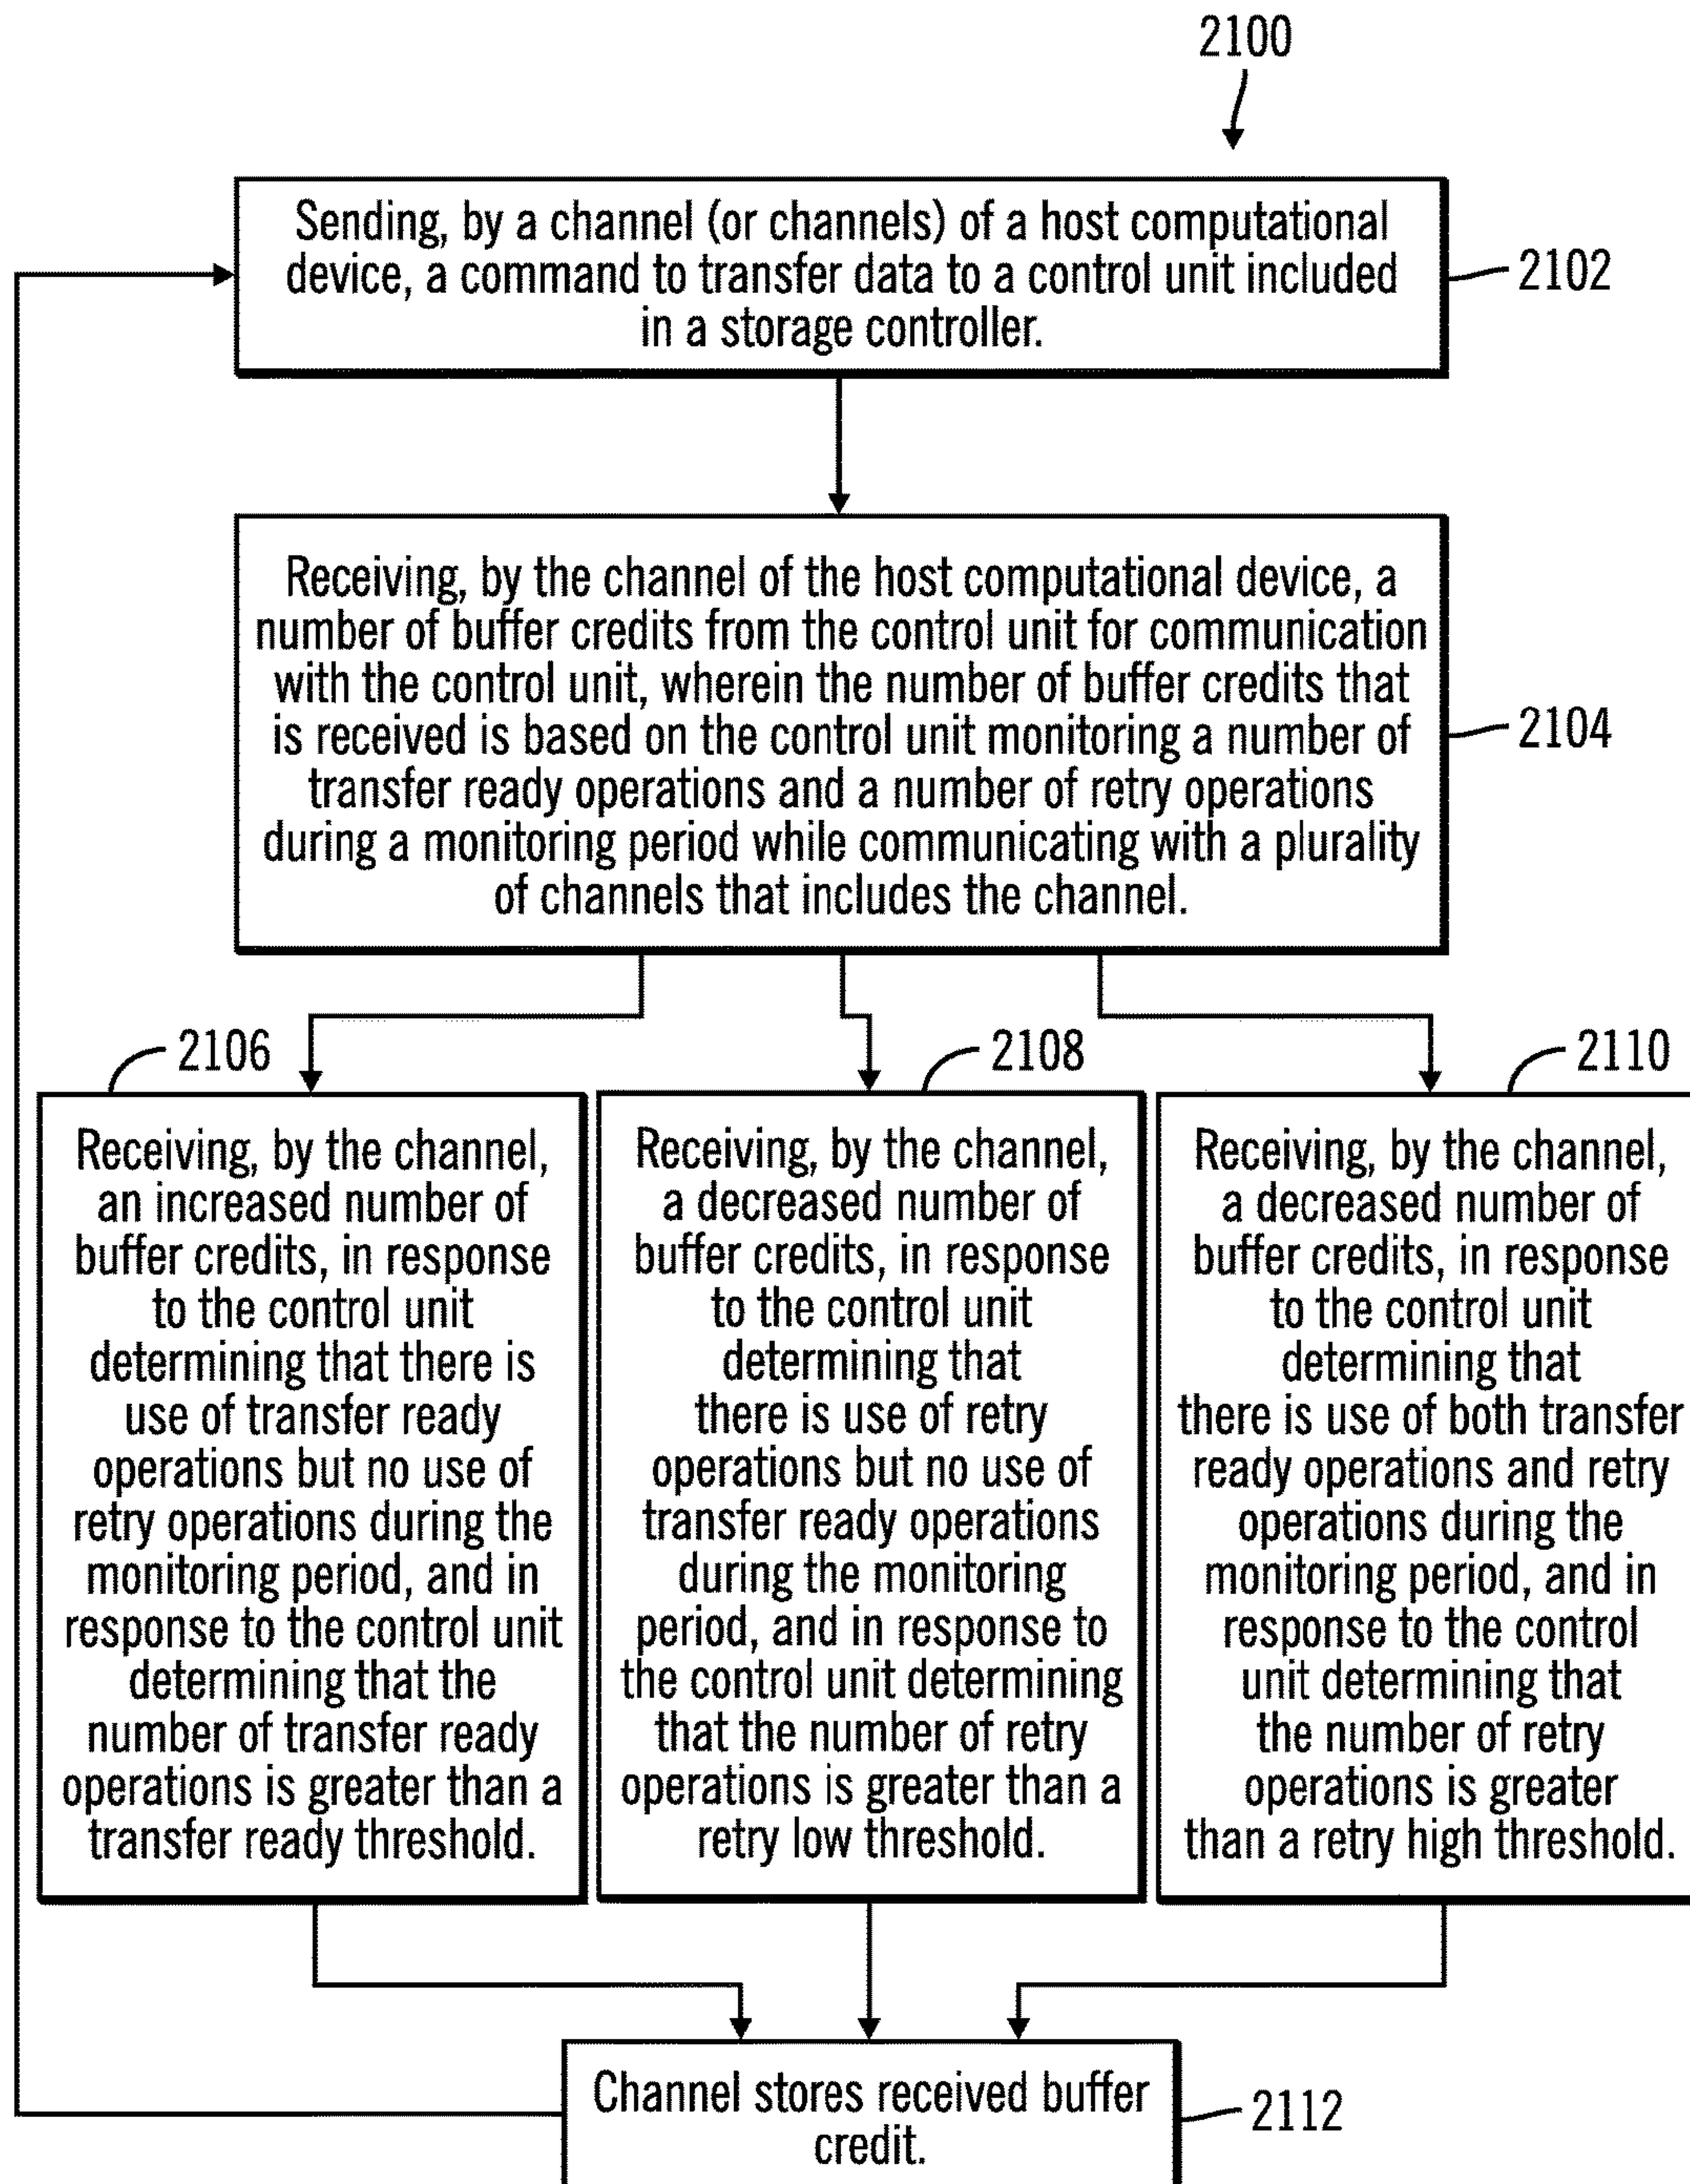 2100
Sending, by a channel (or channels) of a host computational
device, a command to transfer data to a control unit included
in a storage controller.
2102
Receiving, by the channel of the host computational device, a
number of buffer credits from the control unit for communication
with the control unit, wherein the number of buffer credits that
is received is based on the control unit monitoring a number of
transfer ready operations and a number of retry operations
during a monitoring period while communicating with a plurality
of channels that includes the channel.
2104
2106
Receiving, by the channel,
an increased number of
buffer credits, in response
to the control unit
determining that there is
use of transfer ready
operations but no use of
retry operations during the
monitoring period, and in
response to the control unit
determining that the
number of transfer ready
operations is greater than a
transfer ready threshold.
2108
Receiving, by the channel,
a decreased number of
buffer credits, in response
to the control unit
determining that
there is use of retry
operations but no use of
transfer ready operations
during the monitoring
period, and in response to
the control unit determining
that the number of retry
operations is greater than a
retry low threshold.
2110
Receiving, by the channel,
a decreased number of
buffer credits, in response
to the control unit
determining that
there is use of both transfer
ready operations and retry
operations during the
monitoring period, and in
response to the control
unit determining that
the number of retry
operations is greater
than a retry high threshold.
Channel stores received buffer
credit.
2112